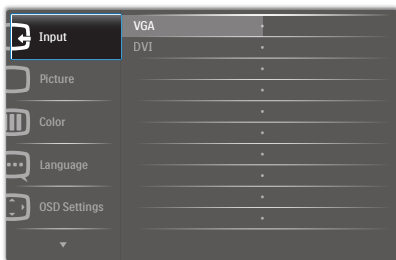 Input
VGA
DVI
Picture
Color
Language
OSD Settings